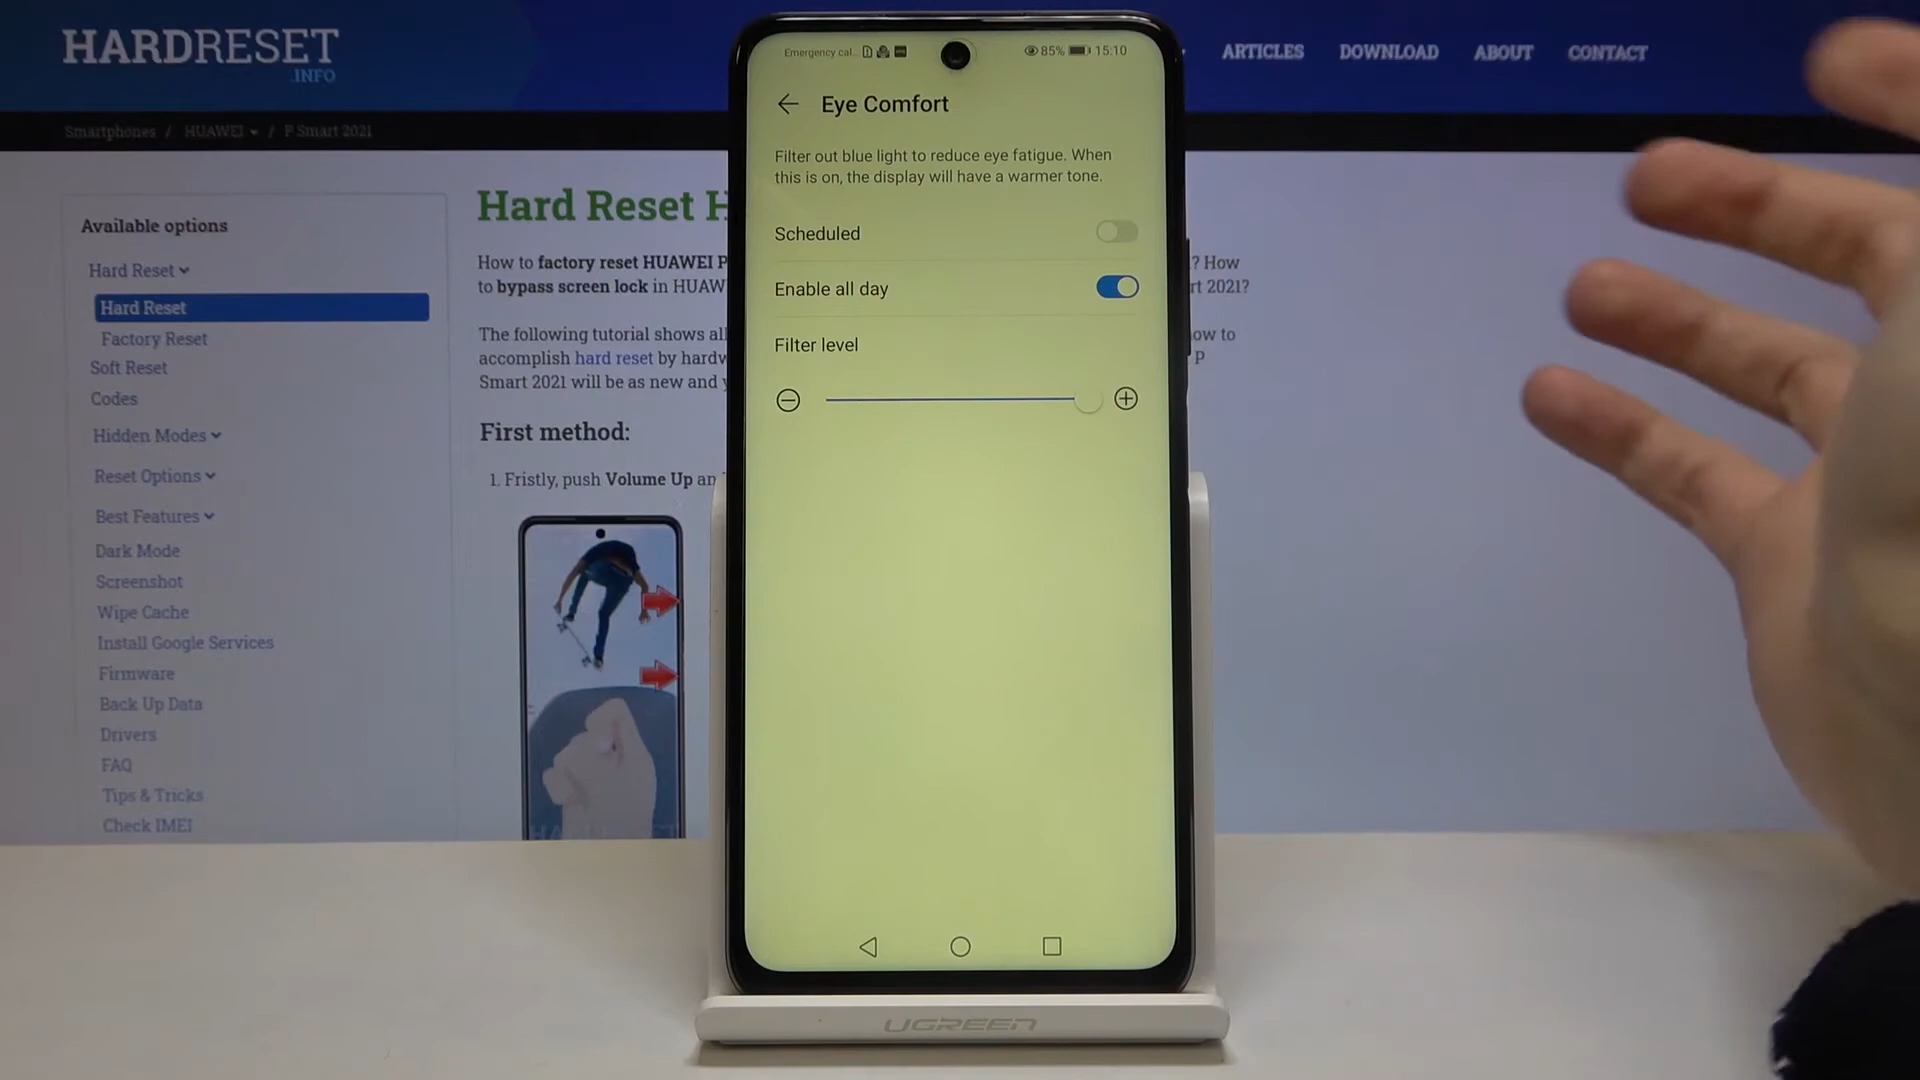 HARDRESET
.INFO
ARTICLES DOWNLOAD ABOUT CONTACT
Smartphones / HUAWEI / P Smart 2021
Available options
Hard Reset
Hard Reset
Factory Reset
Soft Reset
Codes
Hidden Modes
Reset Options
Best Features
Dark Mode
Screenshot
Wipe Cache
Install Google Services
Firmware
Back Up Data
Drivers
FAQ
Tips & Tricks
Check IMEI
Hard Reset H
How to factory reset HUAWEI P ? How
to bypass screen lock in HUAW rt 2021?
The following tutorial shows all ow to
accomplish hard reset by hardw P
Smart 2021 will be as new and y
First method:
1. Fristly, push Volume Up an
Emergency cal... 85% 15:10
Eye Comfort
Filter out blue light to reduce eye fatigue. When
this is on, the display will have a warmer tone.
Scheduled
Enable all day
Filter level
UGREEN